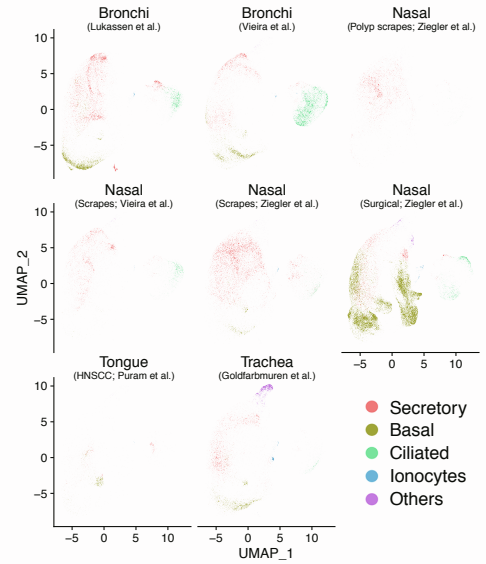 Bronchi
(Lukassen et al.)
Bronchi
(Vieira et al.)
Nasal
(Polyp scrapes; Ziegler et al.)
10
5
0
−5
Nasal
(Scrapes; Vieira et al.)
Nasal
(Scrapes; Ziegler et al.)
Nasal
(Surgical; Ziegler et al.)
10
5
0
−5
UMAP_2
−5 0 5 10
Tongue
(HNSCC; Puram et al.)
Trachea
(Goldfarbmuren et al.)
10
5
0
−5
−5 0 5 10
−5 0 5 10
UMAP_1
Secretory
Basal
Ciliated
Ionocytes
Others